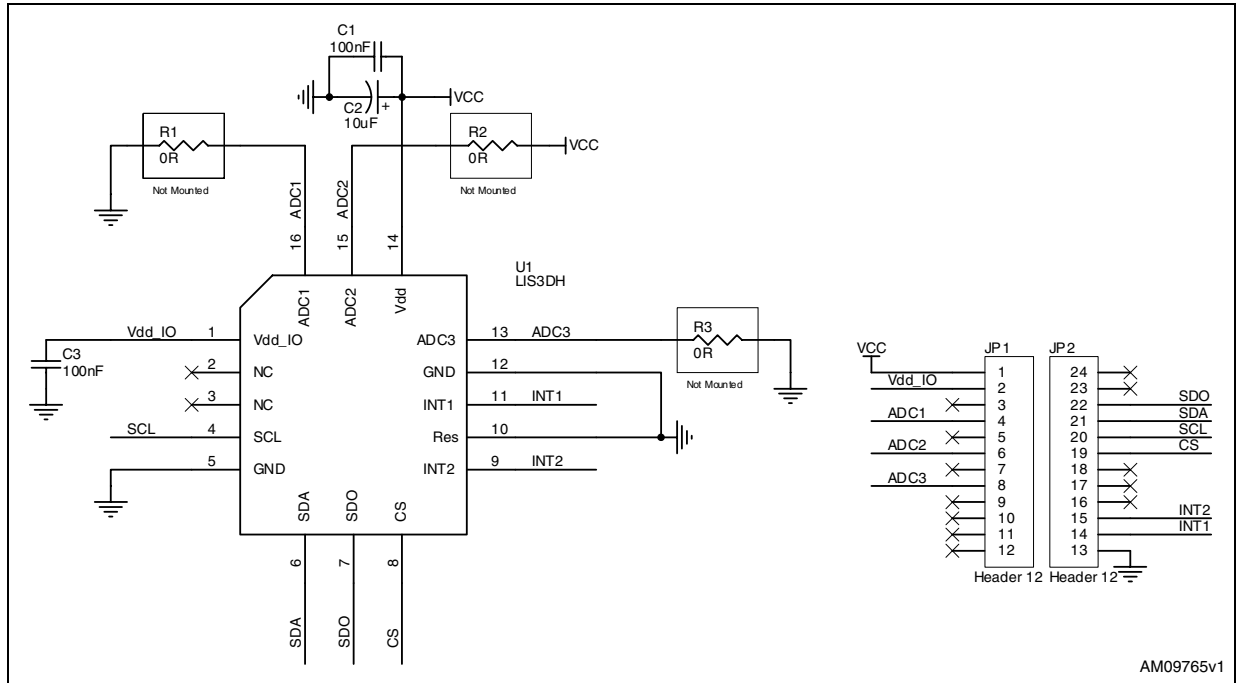 C1
100nF
C2
10uF
+
VCC
R1
0R
Not Mounted
R2
0R
VCC
Not Mounted
ADC1
ADC2
16
15
14
U1
LIS3DH
ADC1
ADC2
Vdd
Vdd_IO 1 Vdd_IO
C3
100nF
2 NC
3 NC
SCL 4 SCL
5 GND
ADC3 13 ADC3
GND 12
INT1 11 INT1
Res 10
INT2 9 INT2
R3
0R
Not Mounted
SDA
SDO
CS
6
7
8
SDA
SDO
CS
VCC
JP1
1
Vdd_IO 2
3
ADC1 4
5
ADC2 6
7
ADC3 8
9
10
11
12
Header 12
JP2
24
23
22 SDO
21 SDA
20 SCL
19 CS
18
17
16
15 INT2
14 INT1
13
Header 12
AM09765v1